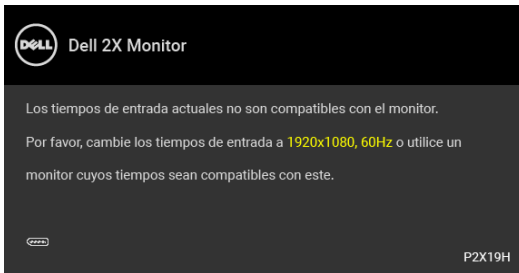 DELL Dell 2X Monitor
Los tiempos de entrada actuales no son compatibles con el monitor.
Por favor, cambie los tiempos de entrada a 1920x1080, 60Hz o utilice un
monitor cuyos tiempos sean compatibles con este.
P2X19H